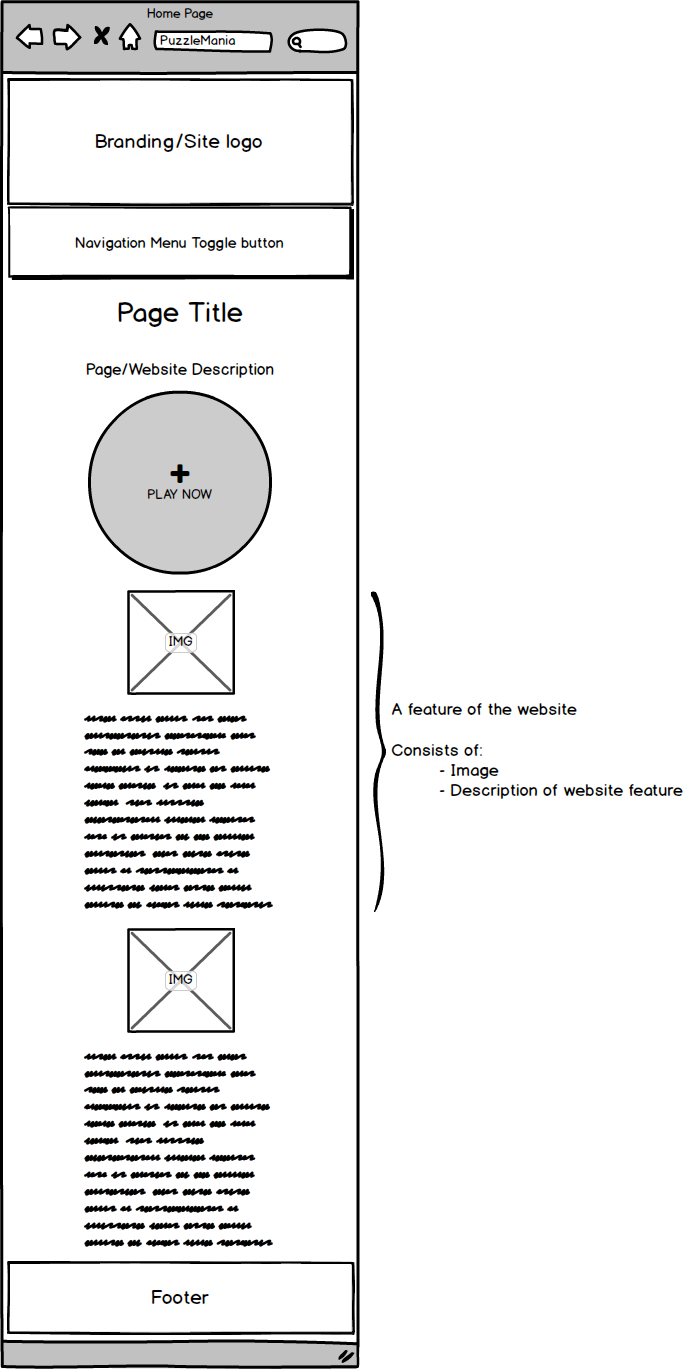 Home Page
PuzzleMania
Branding/Site logo
Navigation Menu Toggle button
Page Title
Page/Website Description
PLAY NOW
IMG
A feature of the website
Consists of:
- Image
- Description of website feature
IMG
Footer